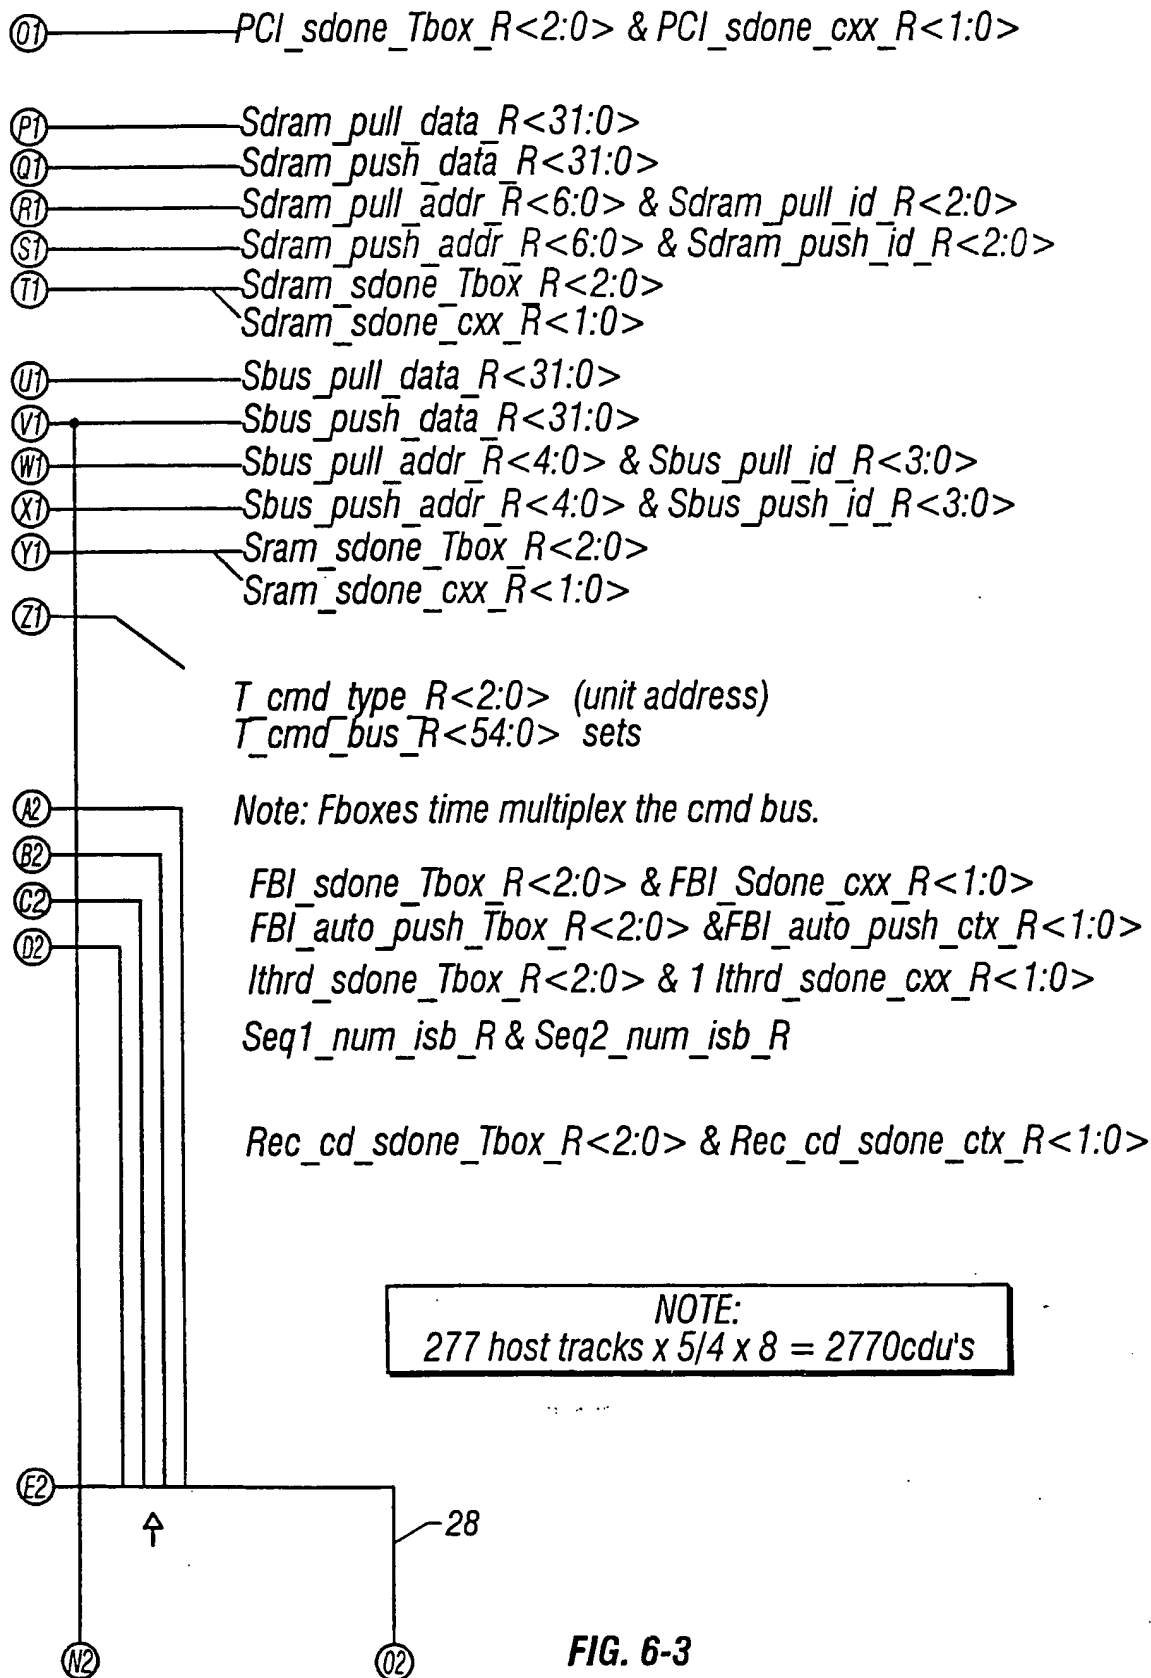 O1 PCI_sdone_Tbox_R<2:0> & PCI_sdone_cxx_R<1:0>
P1 Sdram_pull_data_R<31:0>
Q1 Sdram_push_data_R<31:0>
R1 Sdram_pull_addr_R<6:0> & Sdram_pull_id_R<2:0>
S1 Sdram_push_addr_R<6:0> & Sdram_push_id_R<2:0>
T1 Sdram_sdone_Tbox_R<2:0>
Sdram_sdone_cxx_R<1:0>
U1 Sbus_pull_data_R<31:0>
V1 Sbus_push_data_R<31:0>
W1 Sbus_pull_addr_R<4:0> & Sbus_pull_id_R<3:0>
X1 Sbus_push_addr_R<4:0> & Sbus_push_id_R<3:0>
Y1 Sram_sdone_Tbox_R<2:0>
Sram_sdone_cxx_R<1:0>
Z1
T_cmd_type_R<2:0> (unit address)
T_cmd_bus_R<54:0> sets
A2 Note: Fboxes time multiplex the cmd bus.
B2
FBI_sdone_Tbox_R<2:0> & FBI_Sdone_cxx_R<1:0>
C2
FBI_auto_push_Tbox_R<2:0> &FBI_auto_push_ctx_R<1:0>
D2
Ithrd_sdone_Tbox_R<2:0> & 1 Ithrd_sdone_cxx_R<1:0>
Seq1_num_isb_R & Seq2_num_isb_R
Rec_cd_sdone_Tbox_R<2:0> & Rec_cd_sdone_ctx_R<1:0>
NOTE:
277 host tracks x 5/4 x 8 = 2770cdu's
E2
28
N2 O2 FIG. 6-3